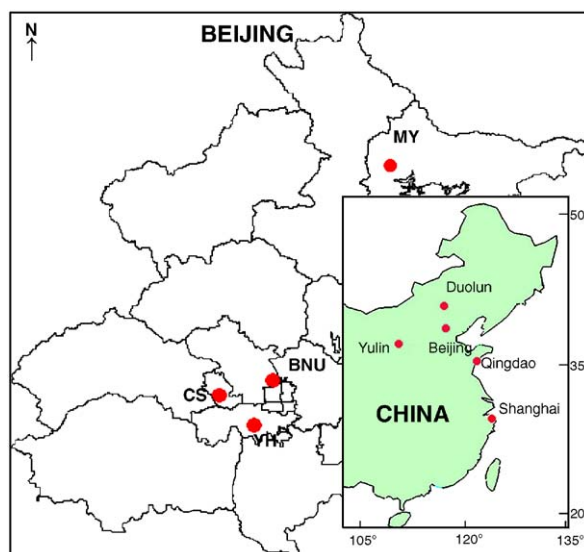 N
BEIJING
MY
50
Duolun
Yulin
Beijing
Qingdao
35
BNU
CS
YH
CHINA
Shanghai
20
105°
120°
135°